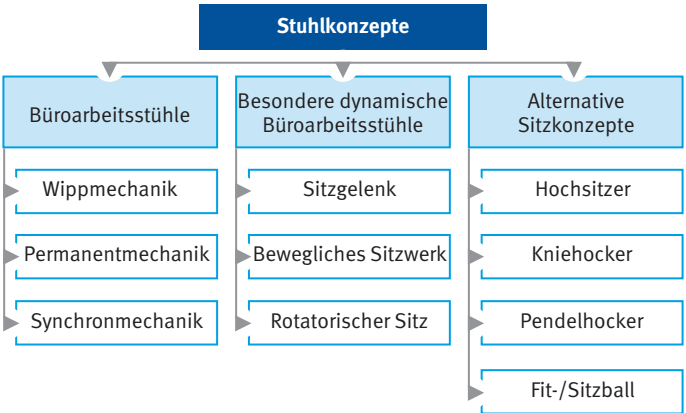 Stuhlkonzepte
Büroarbeitsstühle
Wippmechanik
Permanentmechanik
Synchronmechanik
Besondere dynamische
Büroarbeitsstühle
Sitzgelenk
Bewegliches Sitzwerk
Rotatorischer Sitz
Alternative
Sitzkonzepte
Hochsitzer
Kniehocker
Pendelhocker
Fit-/Sitzball